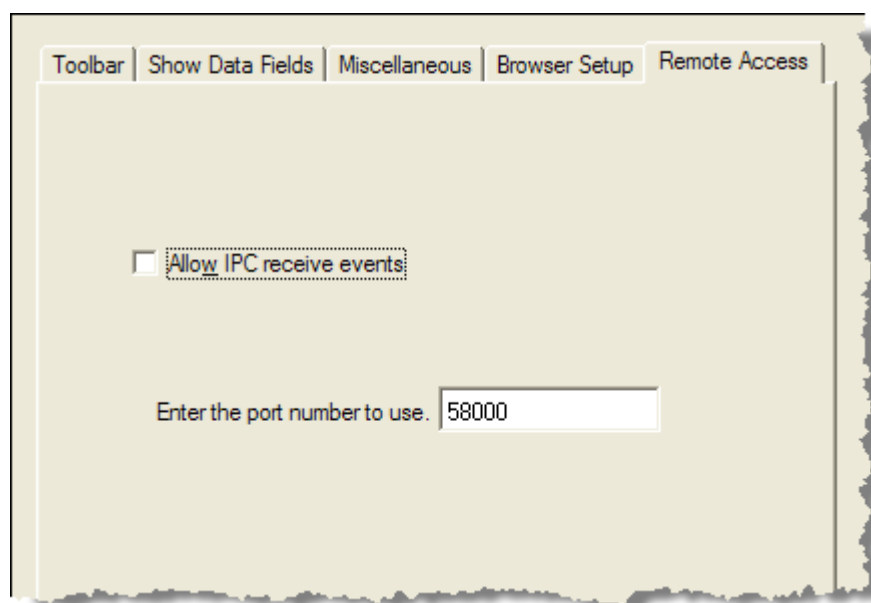 Toolbar Show Data Fields Miscellaneous Browser Setup Remote Access
Allow IPC receive events
Enter the port number to use. 58000